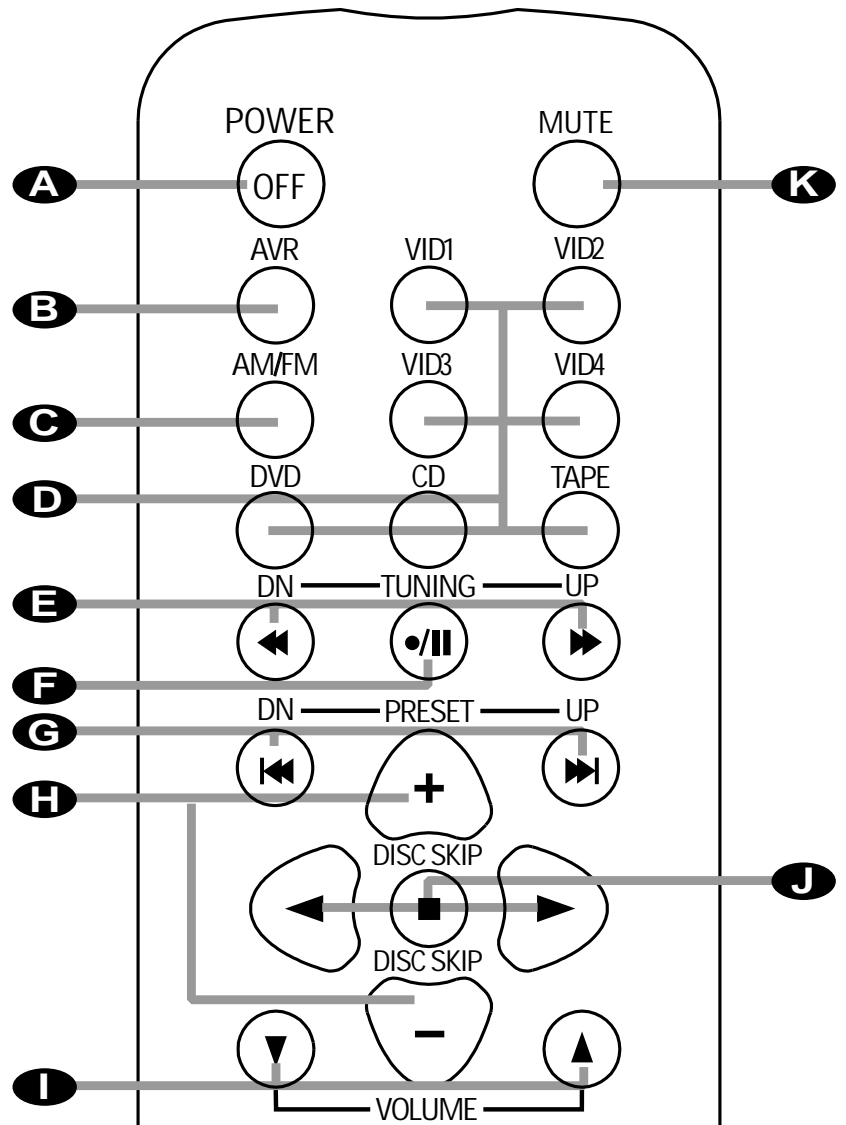 POWER MUTE
A OFF K
AVR VID1 VID2
B
AM/FM VID3 VID4
C
DVD CD TAPE
D
DN TUNING UP
E
●/II
F
DN PRESET UP
G
H +
DISC SKIP
J
DISC SKIP
–
I
VOLUME